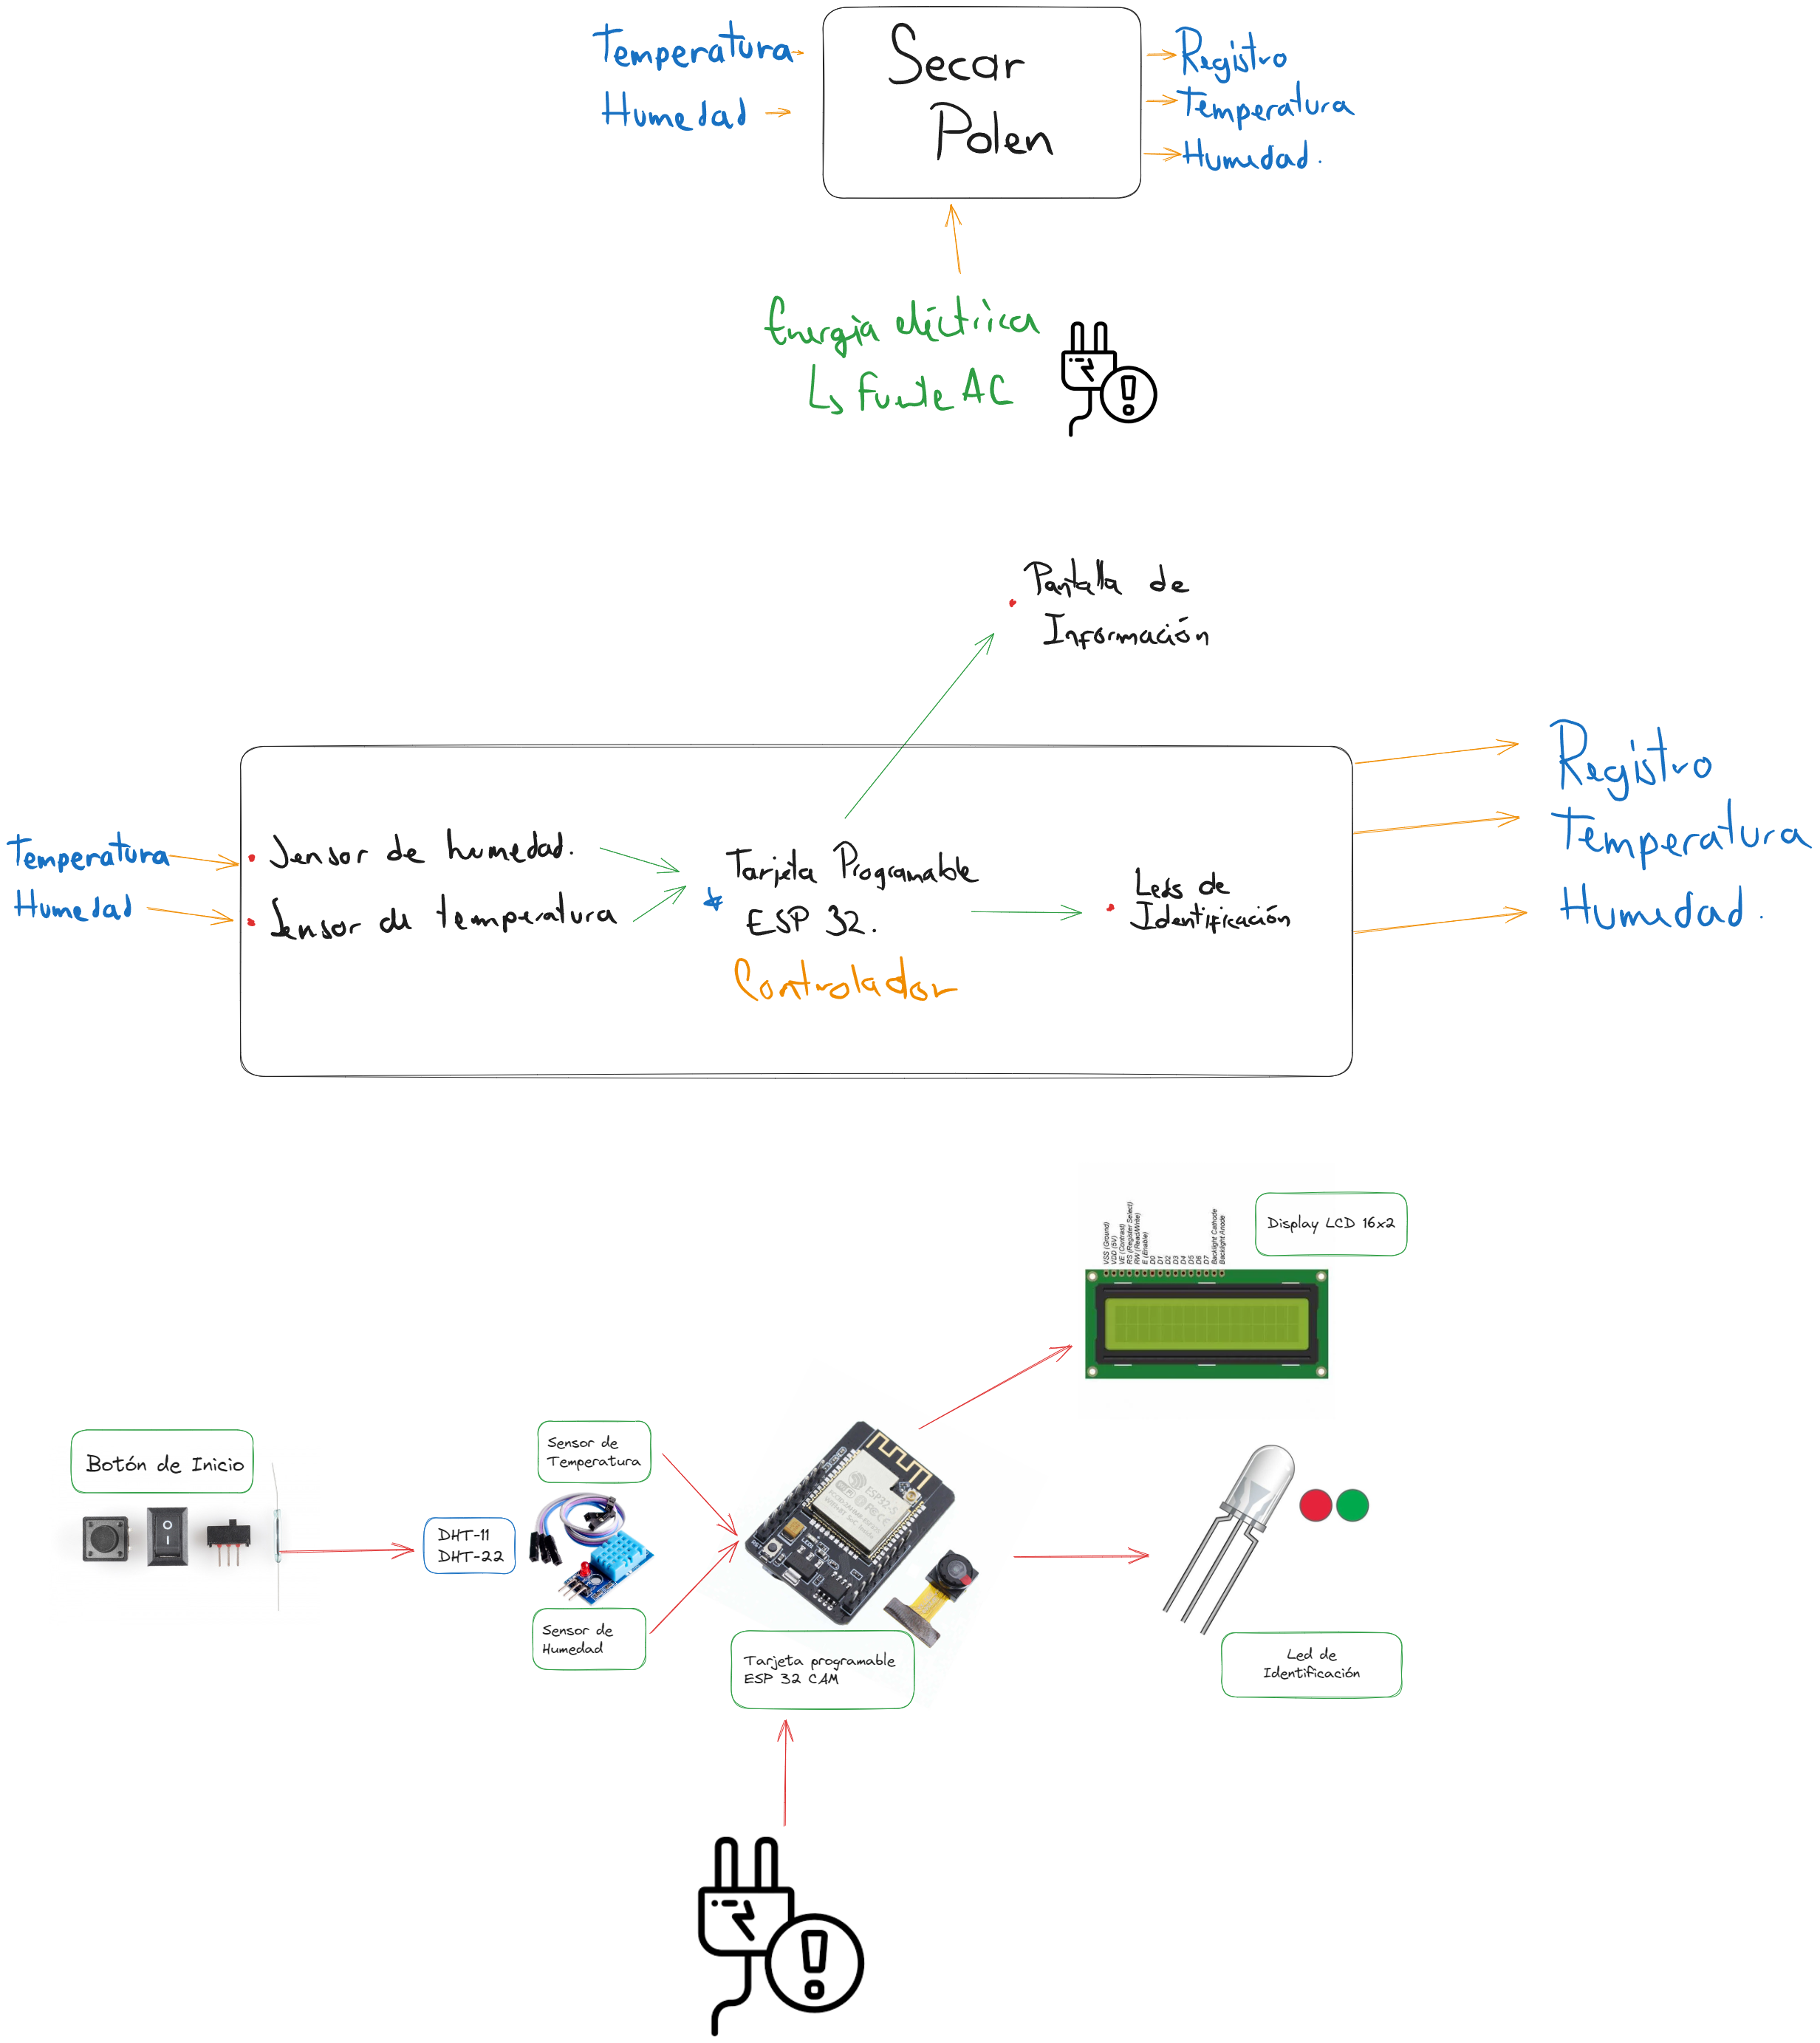 Temperatura
Humedad
Secar
Polen
Registro
Temperatura
Humedad.
Energía eléctrica
Ls Fuente AC
Pantalla de
Información
Temperatura
Humedad
Sensor de humedad.
Sensor de temperatura
Tarjeta Programable
ESP 32.
Controlador
Leds de
Identificación
Registro
Temperatura
Humedad.
VSS (Ground)
VDD (5V)
VE (Contrast)
RS (Register Select)
RW (Read/Write)
E (Enable)
D0
D1
D2
D3
D4
D5
D6
D7
Backlight Cathode
Backlight Anode
Display LCD 16x2
Botón de Inicio
O
I
DHT-11
DHT-22
Sensor de
Temperatura
Sensor de
Humedad
ESP32-S
Tarjeta programable
ESP 32 CAM
Led de
Identificación